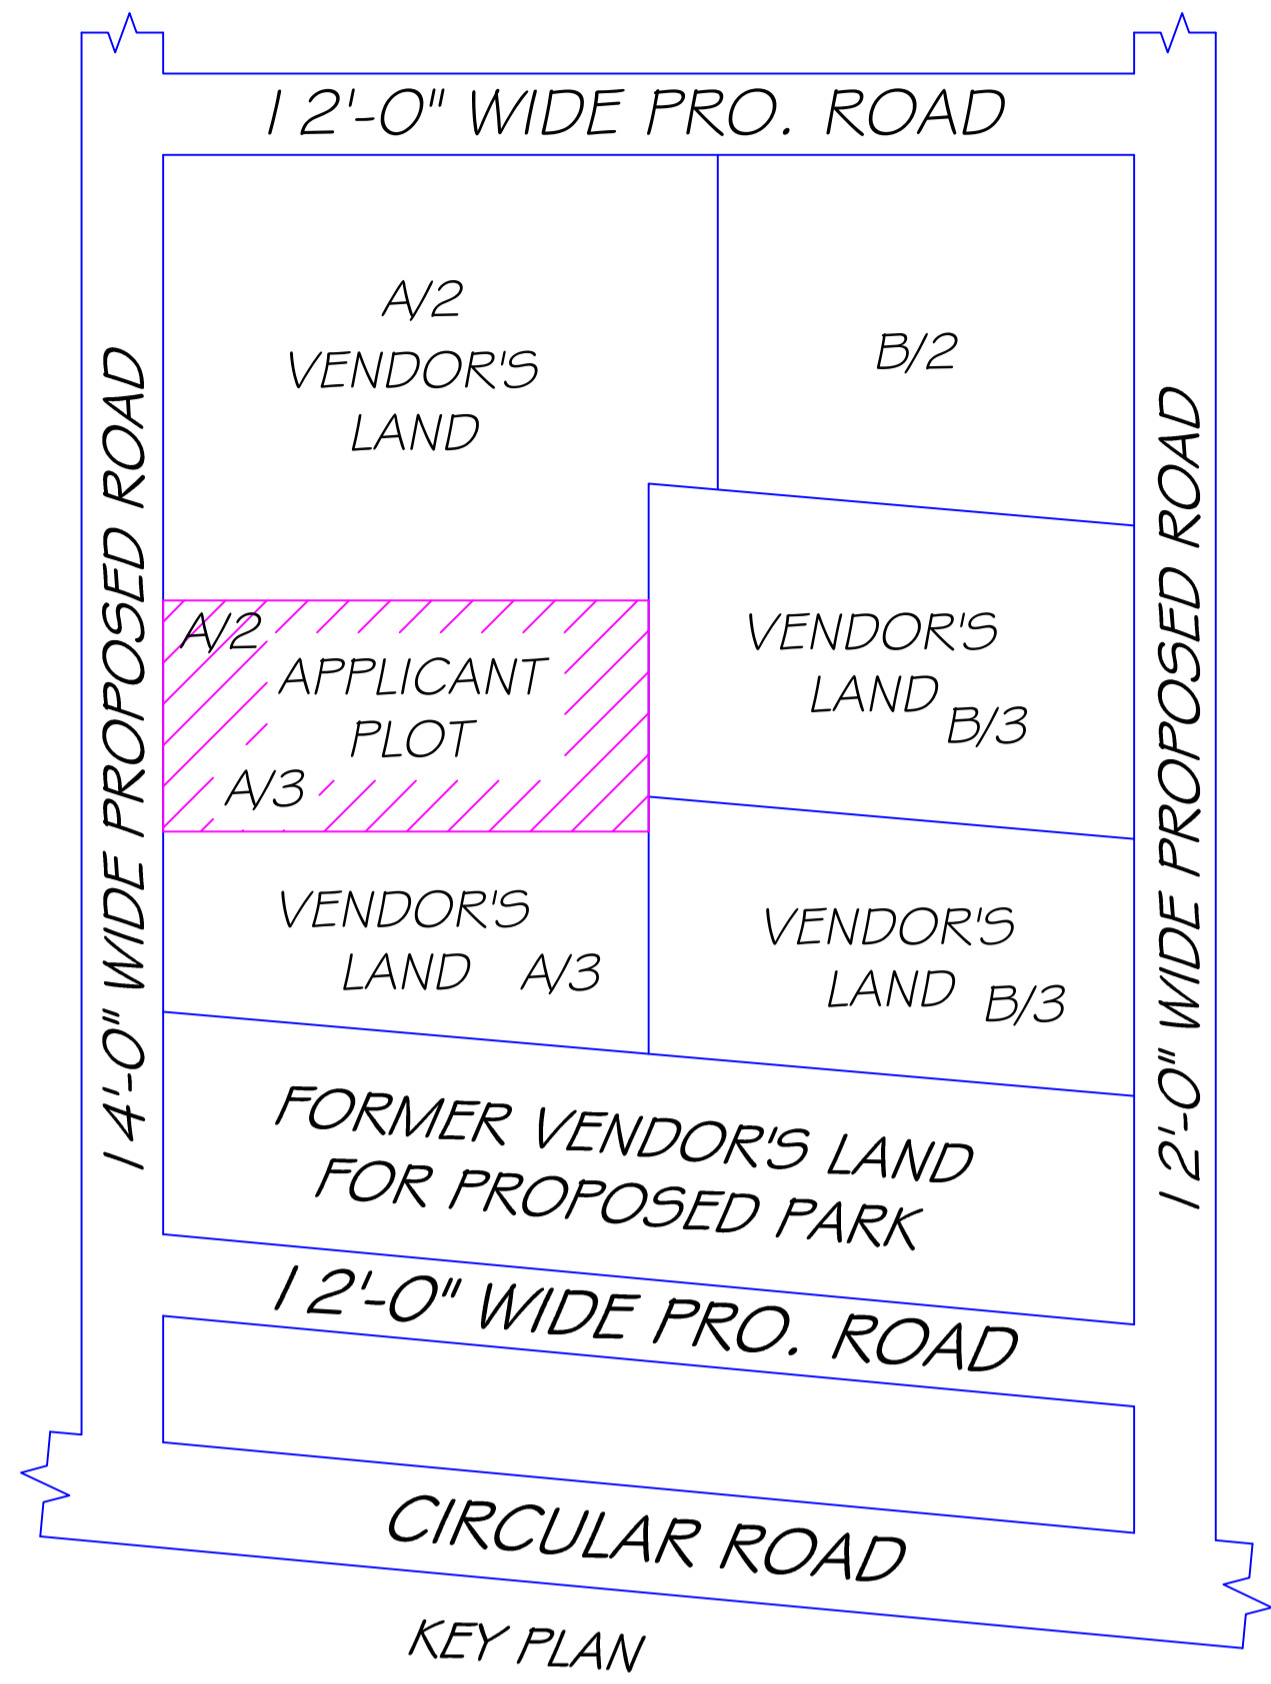 12'-0" WIDE PRO. ROAD
A/2
VENDOR'S
LAND
B/2
14'-0" WIDE PROPOSED ROAD
12'-0" WIDE PROPOSED ROAD
A/2
APPLICANT
PLOT
A/3
VENDOR'S
LAND B/3
VENDOR'S
LAND A/3
VENDOR'S
LAND B/3
FORMER VENDOR'S LAND
FOR PROPOSED PARK
12'-0" WIDE PRO. ROAD
CIRCULAR ROAD
KEY PLAN